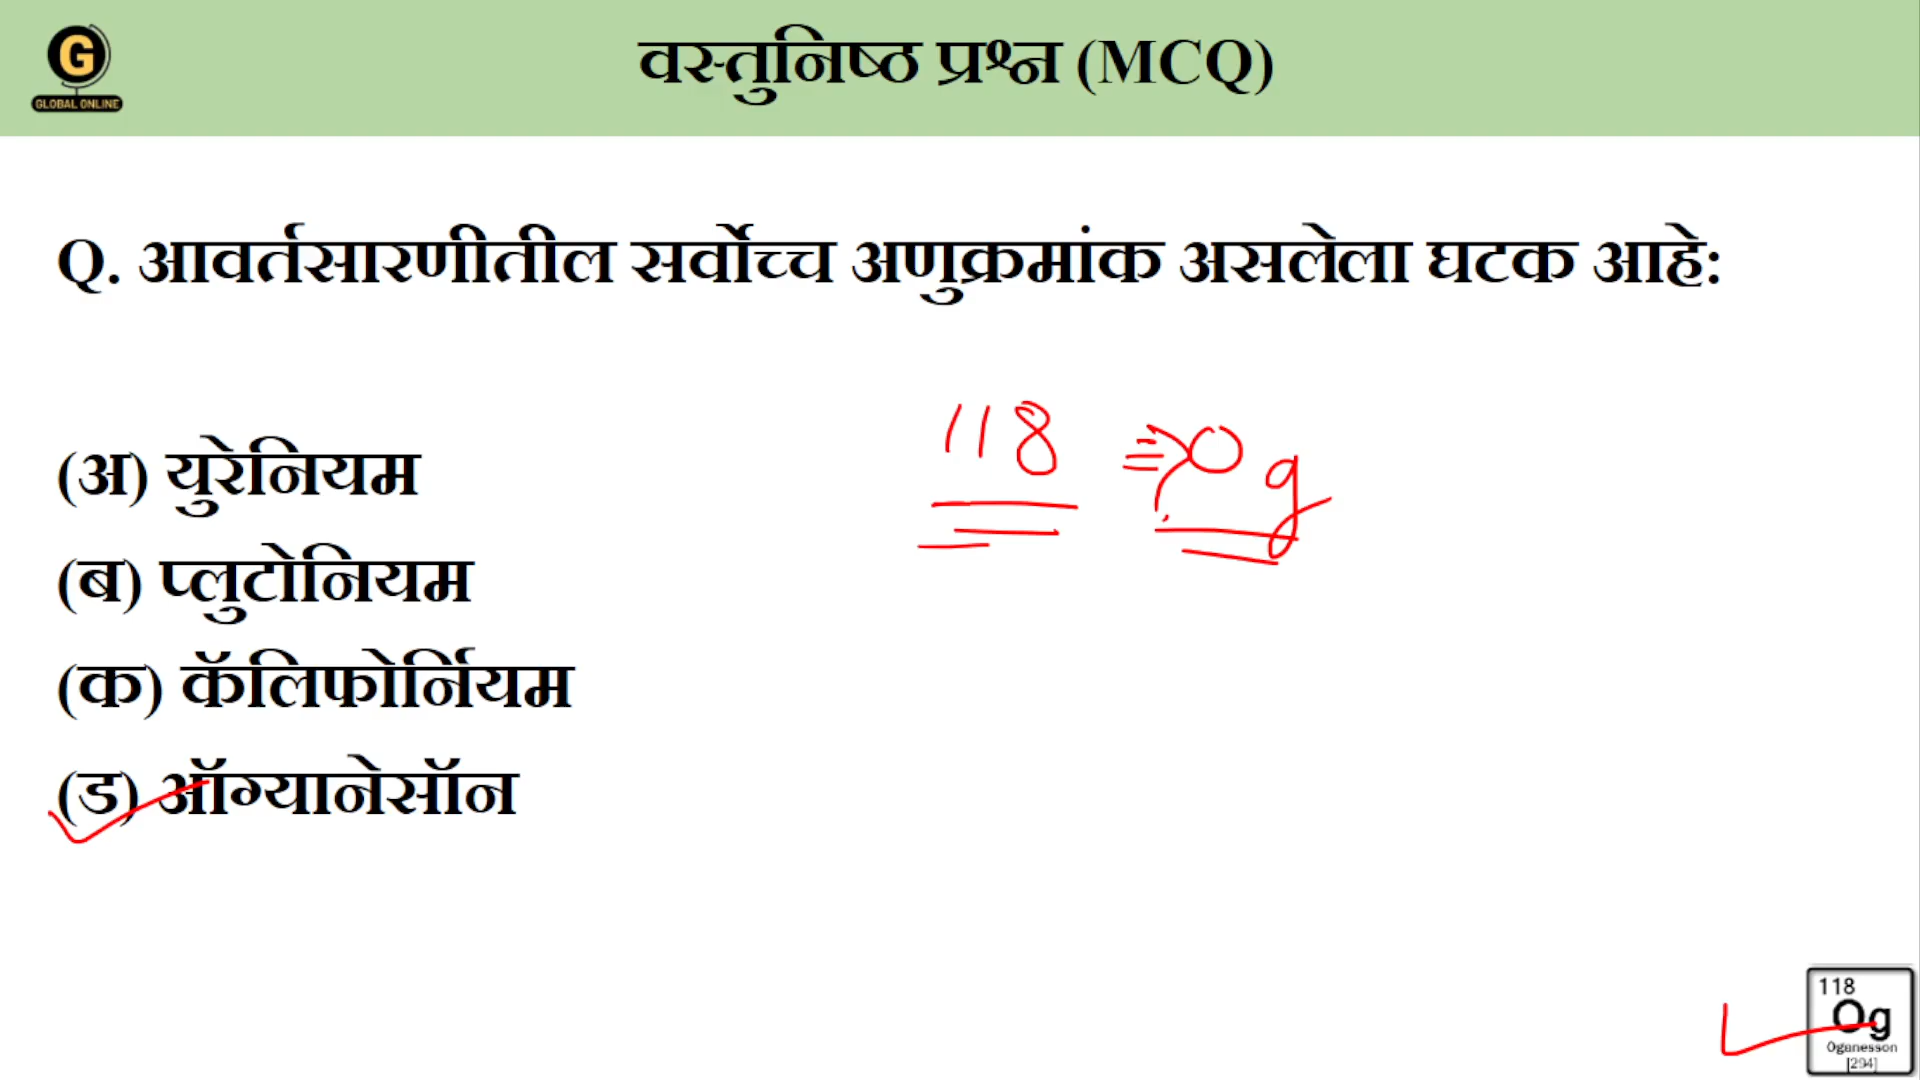 G
GLOBAL ONLINE
वस्तुनिष्ठ प्रश्न (MCQ)
Q. आवर्तसारणीतील सर्वोच्च अणुक्रमांक असलेला घटक आहे:
118 ⇒ Og
(अ) युरेनियम
(ब) प्लुटोनियम
(क) कॅलिफोर्नियम
(ड) ऑग्यानेसॉन
118
Og
Oganesson
[294]